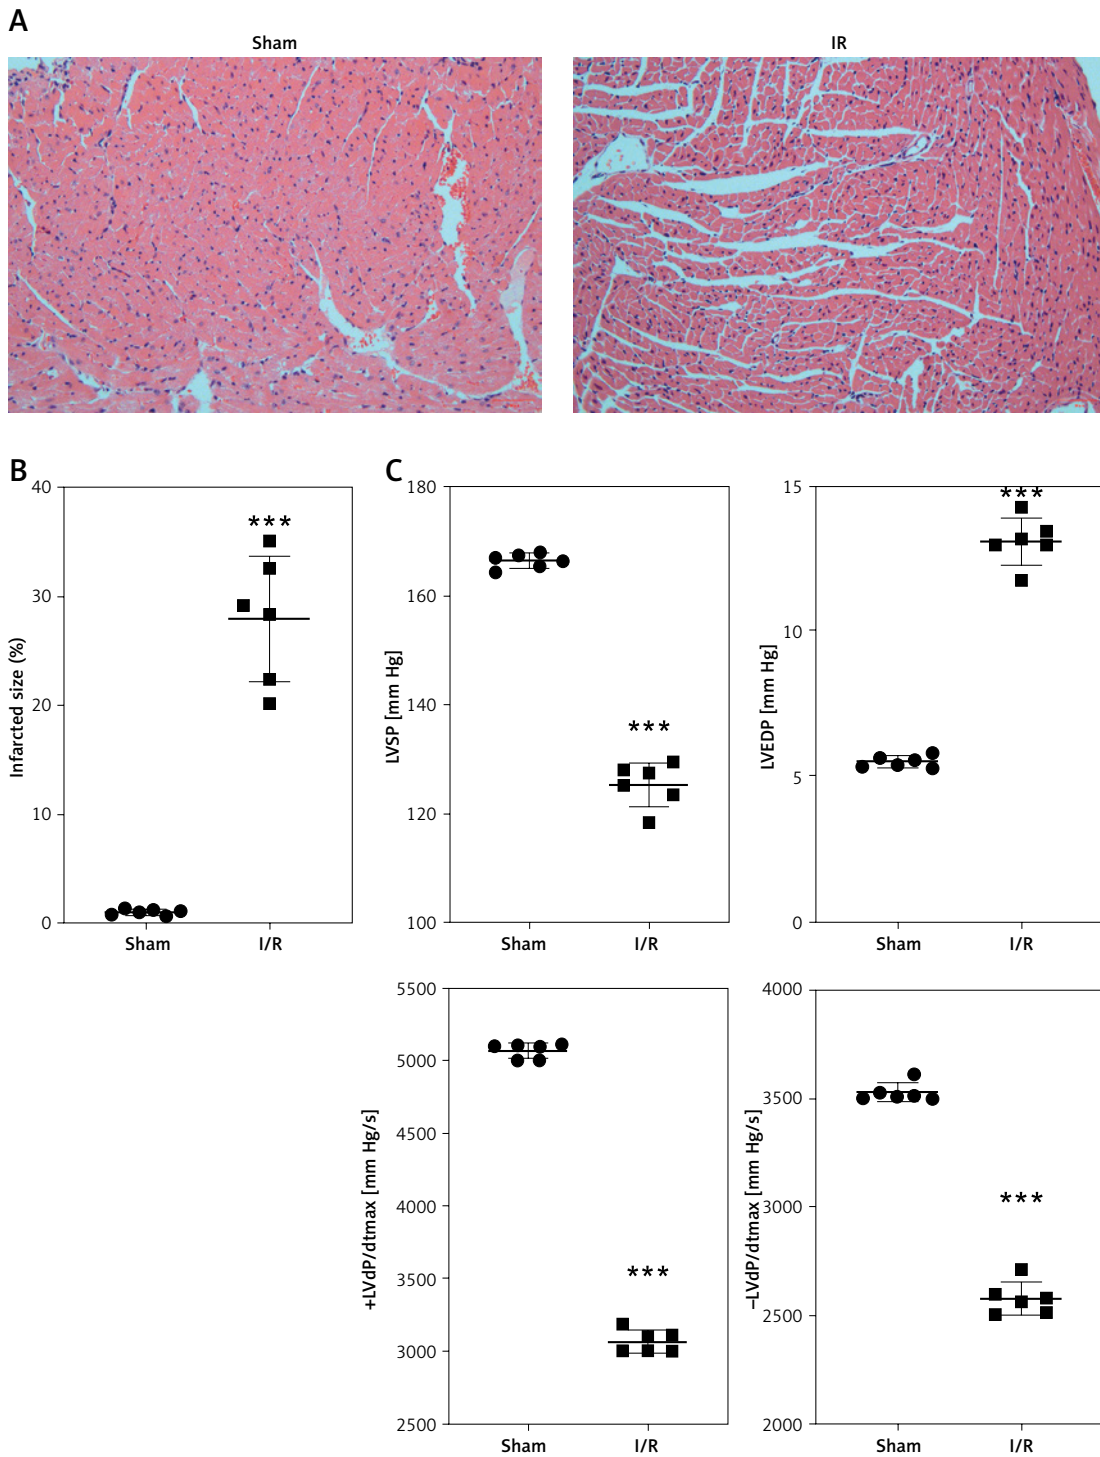 A
Sham
IR
B
40
30
20
10
0
Infarcted size (%)
***
Sham
I/R
C
180
160
140
120
100
LVSP [mm Hg]
***
Sham
I/R
15
10
5
0
LVEDP [mm Hg]
***
Sham
I/R
5500
5000
4500
4000
3500
3000
2500
+LVdP/dtmax [mm Hg/s]
***
Sham
I/R
4000
3500
3000
2500
2000
–LVdP/dtmax [mm Hg/s]
***
Sham
I/R